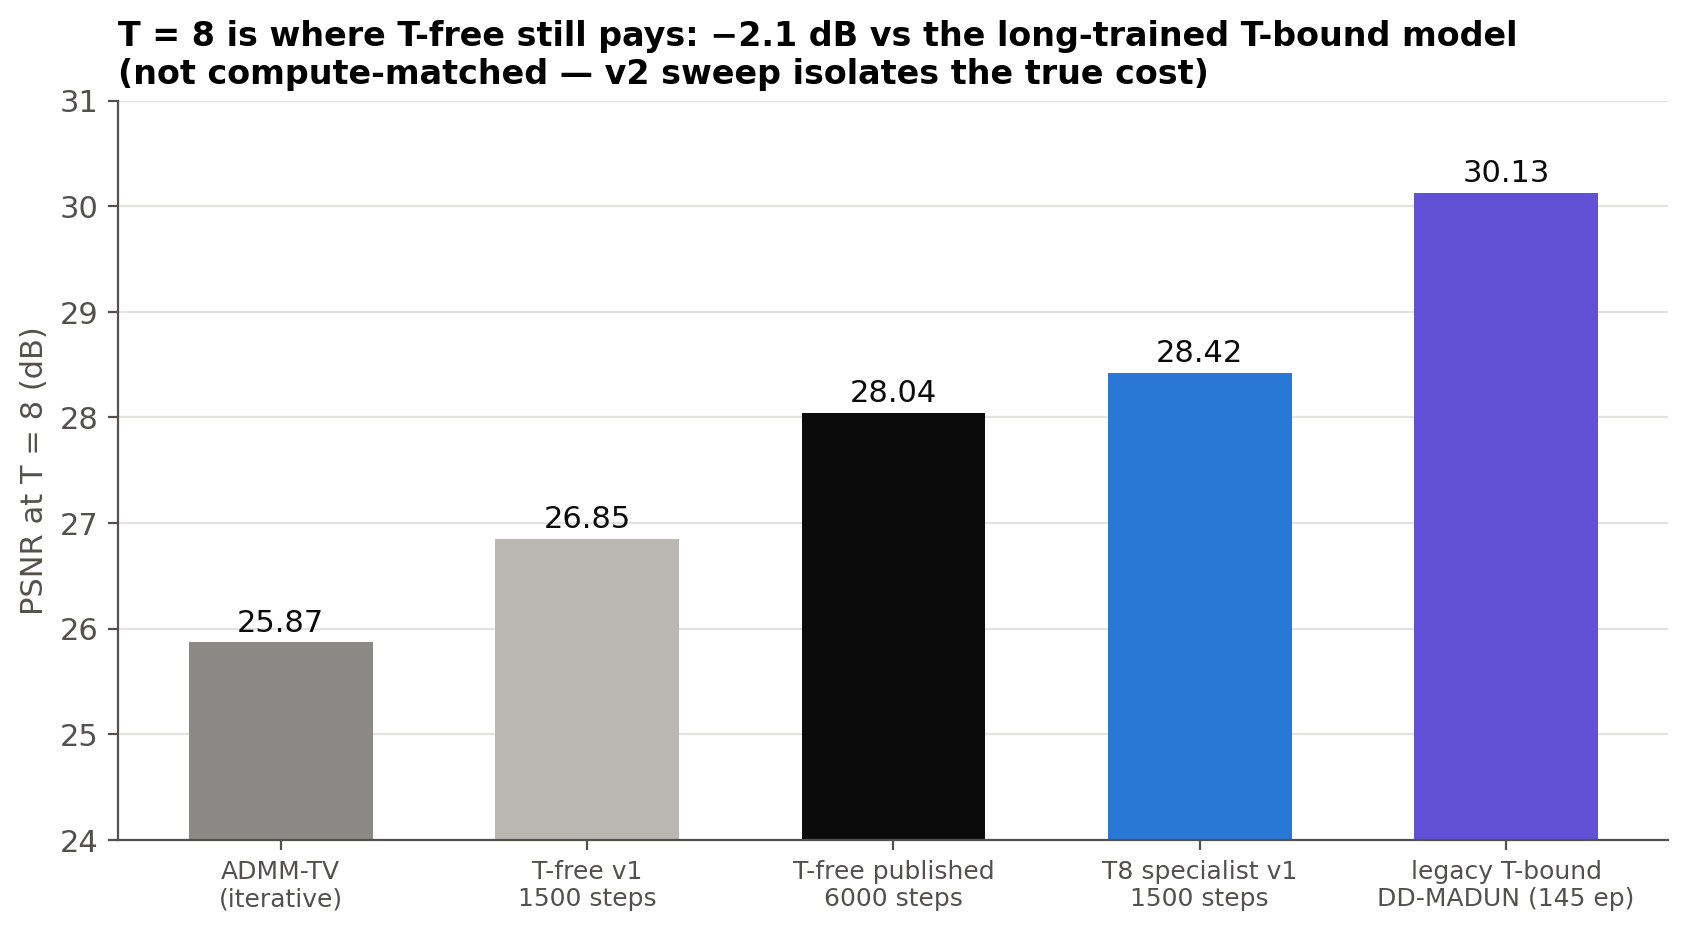 T = 8 is where T-free still pays: −2.1 dB vs the long-trained T-bound model
(not compute-matched — v2 sweep isolates the true cost)
PSNR at T = 8 (dB)
31
30
29
28
27
26
25
24
25.87
26.85
28.04
28.42
30.13
ADMM-TV
(iterative)
T-free v1
1500 steps
T-free published
6000 steps
T8 specialist v1
1500 steps
legacy T-bound
DD-MADUN (145 ep)